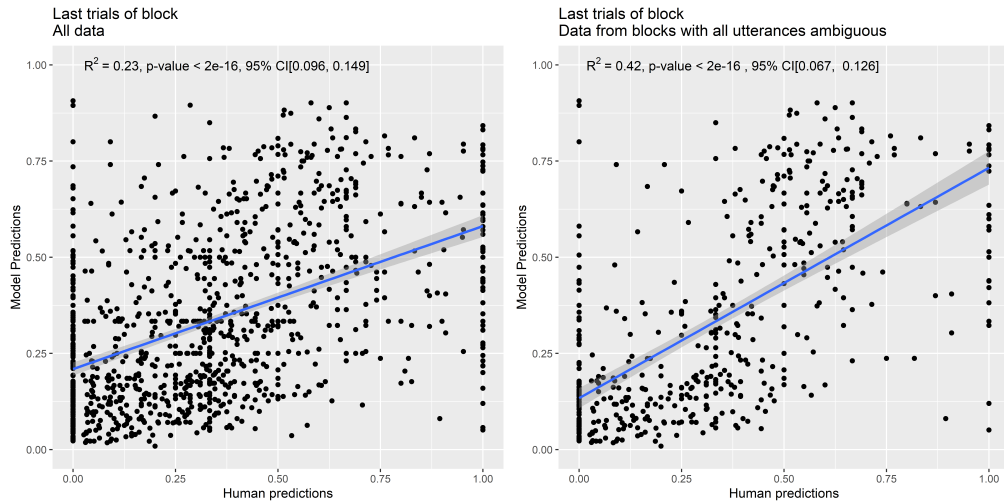 Last trials of block
All data
R² = 0.23, p-value < 2e-16, 95% CI[0.096, 0.149]
1.00
0.75
0.50
0.25
0.00
Model Predictions
0.00 0.25 0.50 0.75 1.00
Human predictions
Last trials of block
Data from blocks with all utterances ambiguous
R² = 0.42, p-value < 2e-16 , 95% CI[0.067, 0.126]
1.00
0.75
0.50
0.25
0.00
Model Predictions
0.00 0.25 0.50 0.75 1.00
Human predictions